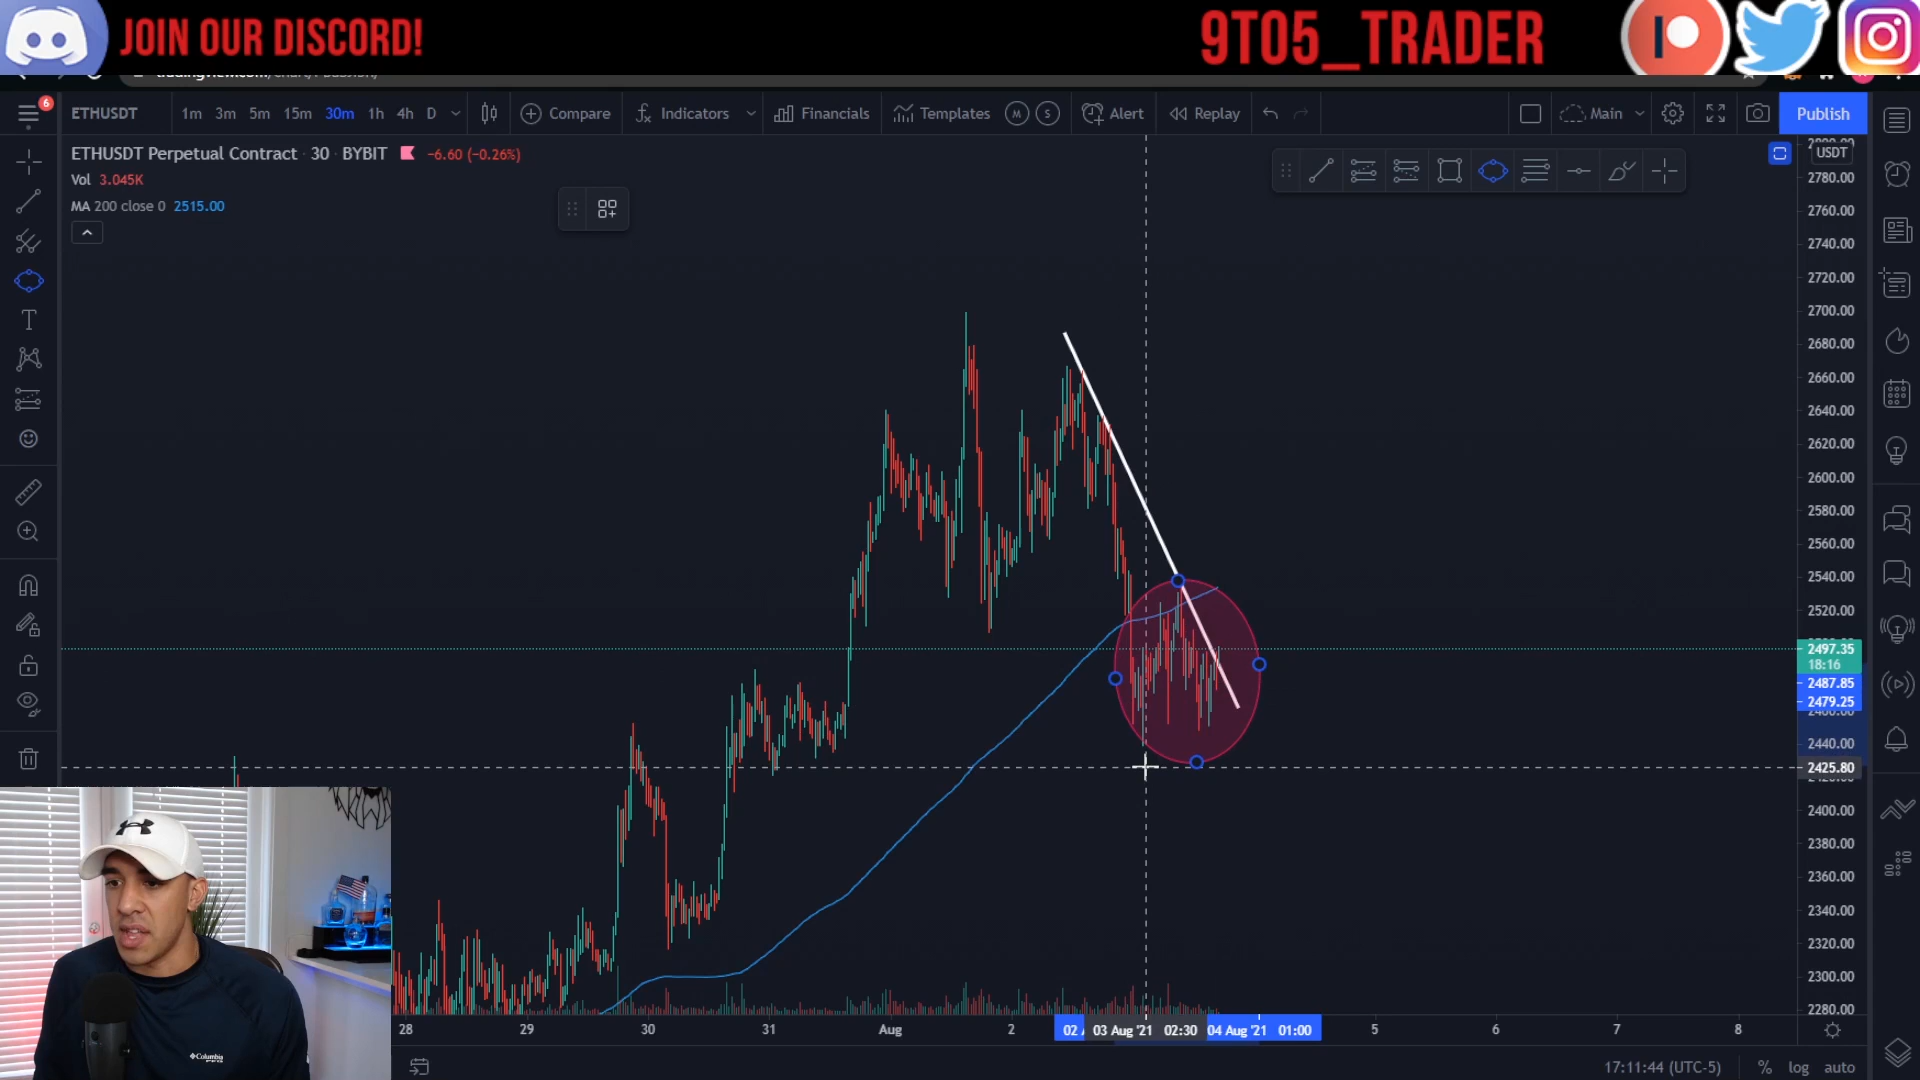 JOIN OUR DISCORD!
9TO5_TRADER
6
ETHUSDT
1m 3m 5m 15m 30m 1h 4h D
Compare
Indicators
Financials
Templates
M S
Alert
Replay
Main
Publish
ETHUSDT Perpetual Contract · 30 · BYBIT
−6.60 (−0.26%)
Vol 3.045K
MA 200 close 0 2515.00
USDT
2780.00
2760.00
2740.00
2720.00
2700.00
2680.00
2660.00
2640.00
2620.00
2600.00
2580.00
2560.00
2540.00
2520.00
2497.35
18:16
2487.85
2479.25
2440.00
2425.80
2400.00
2380.00
2360.00
2340.00
2320.00
2300.00
2280.00
28 29 30 31 Aug 2 02 03 Aug '21 02:30 04 Aug '21 01:00 5 6 7 8
17:11:44 (UTC-5) % log auto
Columbia